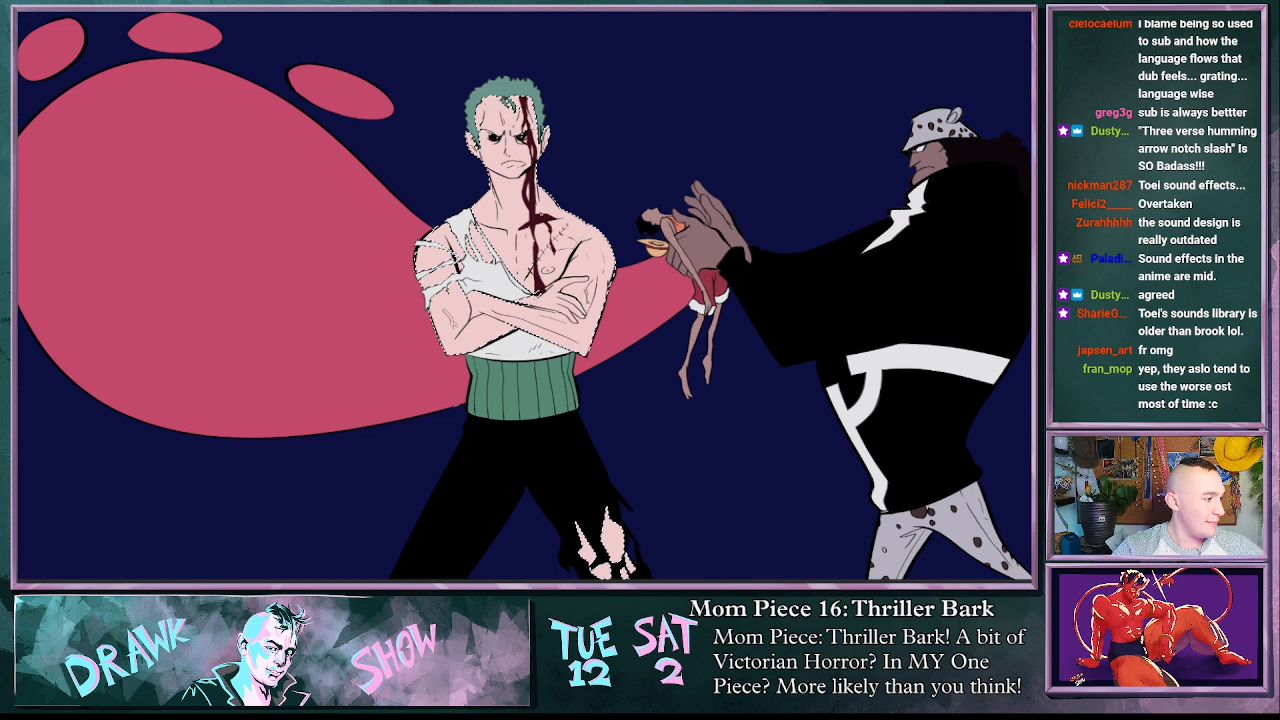 cielocaelum I blame being so used
to sub and how the
language flows that
dub feels... grating...
language wise
greg3g sub is always bettter
Dusty... "Three verse humming
arrow notch slash" Is
SO Badass!!!
nickman287 Toei sound effects...
Felici2_____ Overtaken
Zurahhhhh the sound design is
really outdated
Paladi... Sound effects in the
anime are mid.
Dusty... agreed
SharieG... Toei's sounds library is
older than brook lol.
japsen_art fr omg
fran_mop yep, they aslo tend to
use the worse ost
most of time :c
DRAWK SHOW
TUE SAT
12 2
Mom Piece 16: Thriller Bark
Mom Piece: Thriller Bark! A bit of
Victorian Horror? In MY One
Piece? More likely than you think!